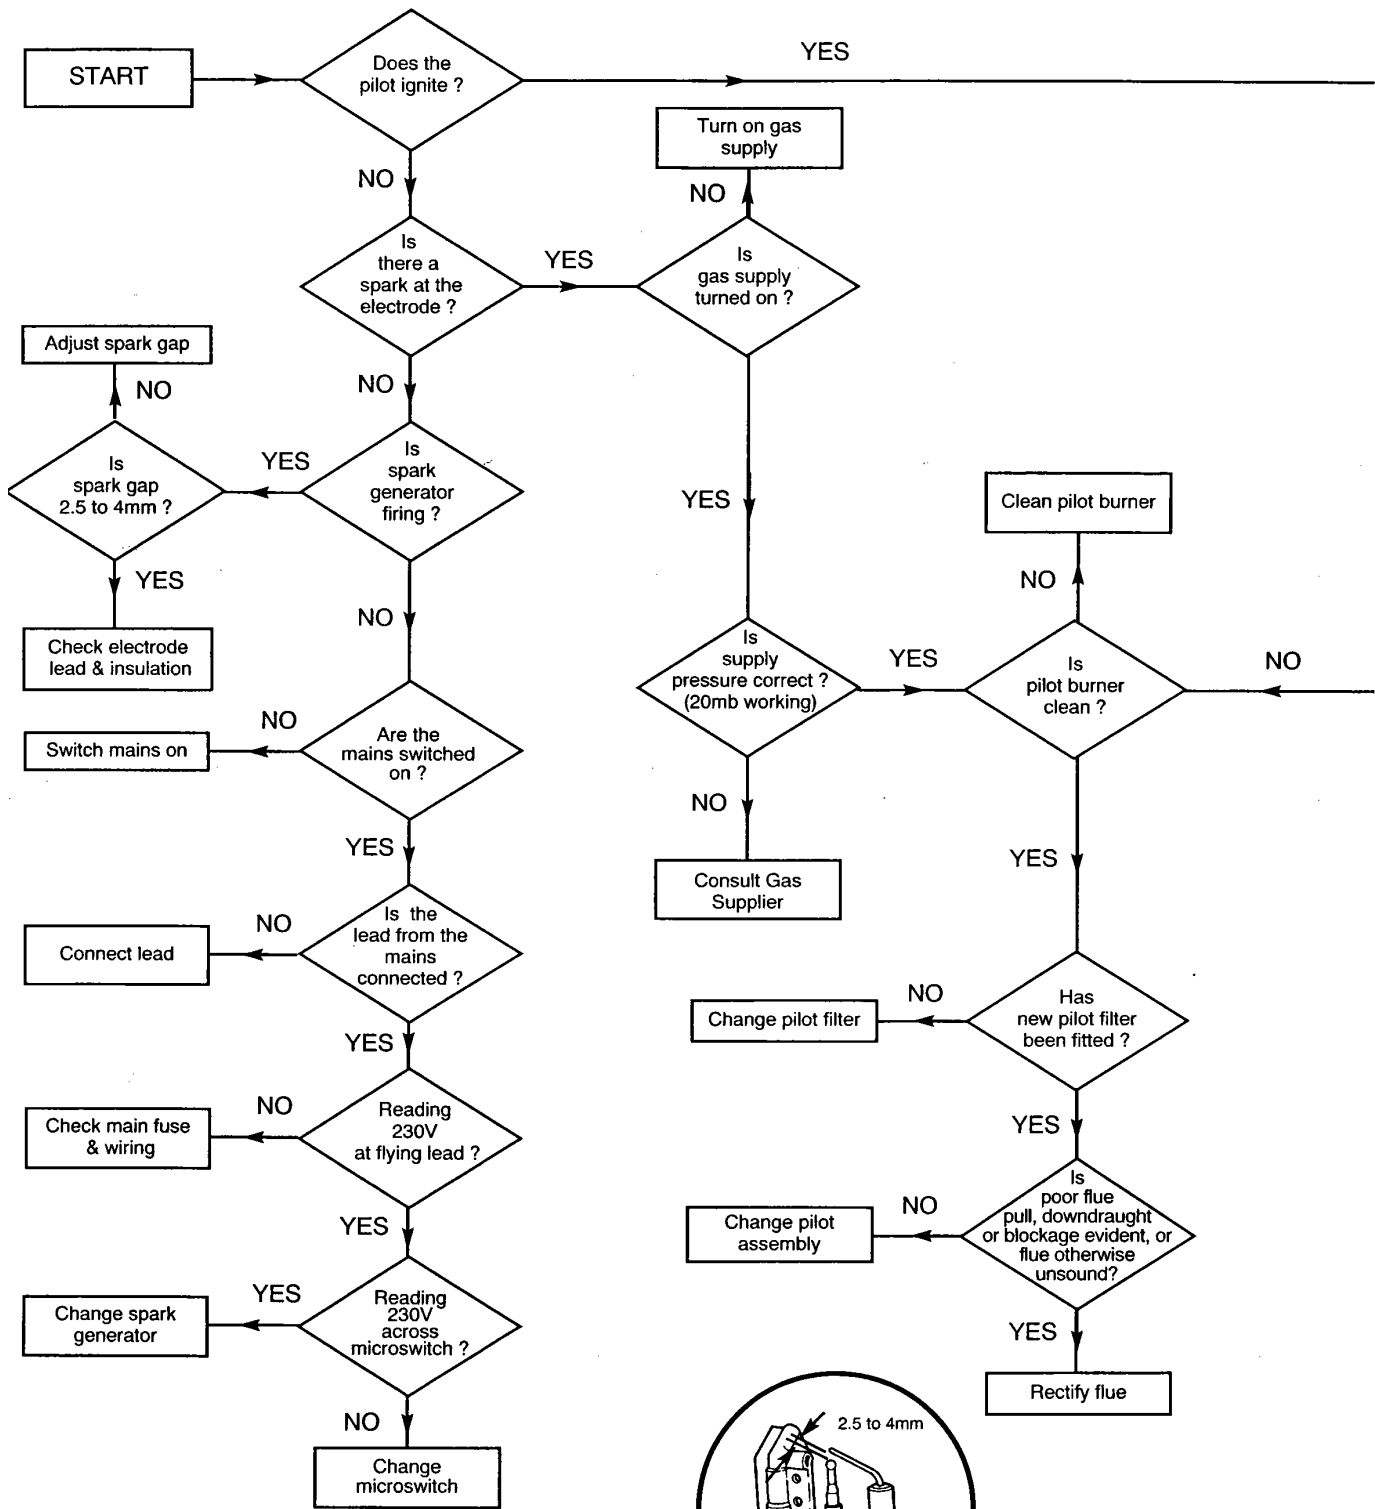 START
Does the
pilot ignite ?
YES
Turn on gas
supply
NO
NO
Is
there a
spark at the
electrode ?
YES
Is
gas supply
turned on ?
Adjust spark gap
NO
NO
Is
spark gap
2.5 to 4mm ?
YES
Is
spark
generator
firing ?
YES
Clean pilot burner
YES
NO
NO
Check electrode
lead & insulation
Is
supply
pressure correct ?
(20mb working)
YES
Is
pilot burner
clean ?
NO
NO
Switch mains on
Are the
mains switched
on ?
NO
YES
YES
Consult Gas
Supplier
NO
Connect lead
Is the
lead from the
mains
connected ?
NO
Change pilot filter
Has
new pilot filter
been fitted ?
YES
NO
Check main fuse
& wiring
Reading
230V
at flying lead ?
YES
YES
NO
Change pilot
assembly
Is
poor flue
pull, downdraught
or blockage evident, or
flue otherwise
unsound?
YES
Change spark
generator
Reading
230V
across
microswitch ?
YES
Rectify flue
NO
2.5 to 4mm
Change
microswitch